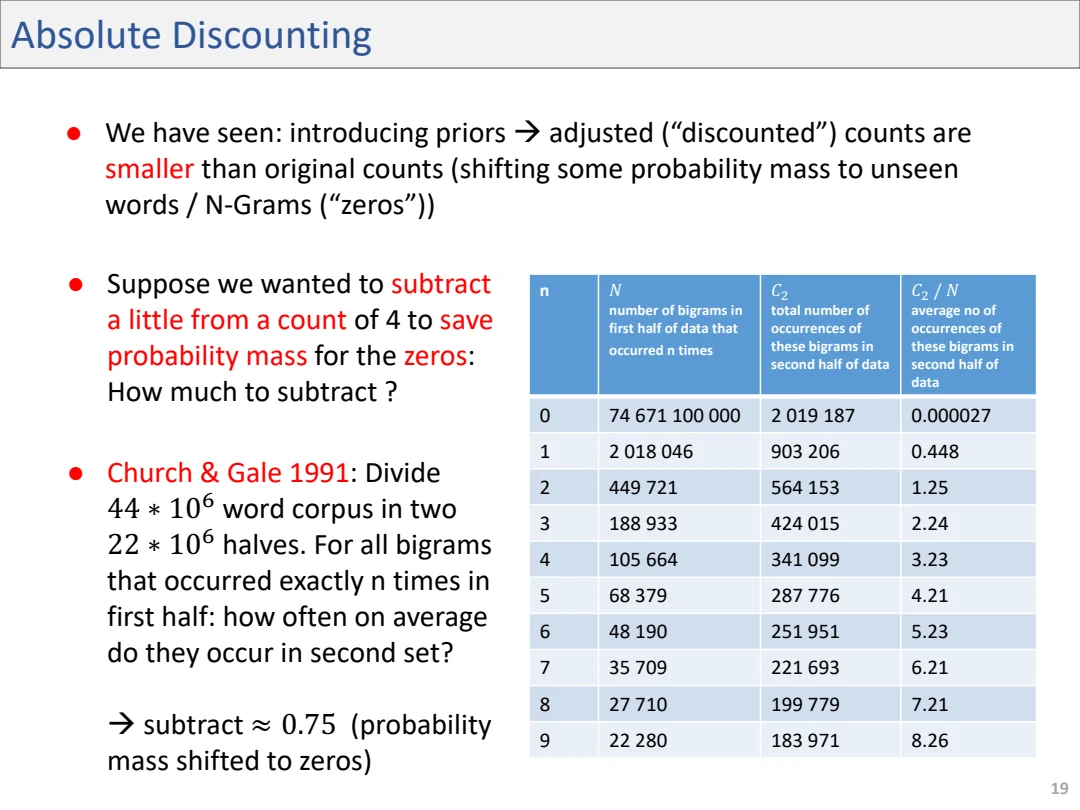 Absolute Discounting
● We have seen: introducing priors → adjusted (“discounted”) counts are
smaller than original counts (shifting some probability mass to unseen
words / N-Grams (“zeros”))
● Suppose we wanted to subtract
a little from a count of 4 to save
probability mass for the zeros:
How much to subtract ?
● Church & Gale 1991: Divide
44 ∗ 10⁶ word corpus in two
22 ∗ 10⁶ halves. For all bigrams
that occurred exactly n times in
first half: how often on average
do they occur in second set?
→ subtract ≈ 0.75 (probability
mass shifted to zeros)
n
N
number of bigrams in
first half of data that
occurred n times
C₂
total number of
occurrences of
these bigrams in
second half of data
C₂ / N
average no of
occurrences of
these bigrams in
second half of
data
0 74 671 100 000 2 019 187 0.000027
1 2 018 046 903 206 0.448
2 449 721 564 153 1.25
3 188 933 424 015 2.24
4 105 664 341 099 3.23
5 68 379 287 776 4.21
6 48 190 251 951 5.23
7 35 709 221 693 6.21
8 27 710 199 779 7.21
9 22 280 183 971 8.26
19